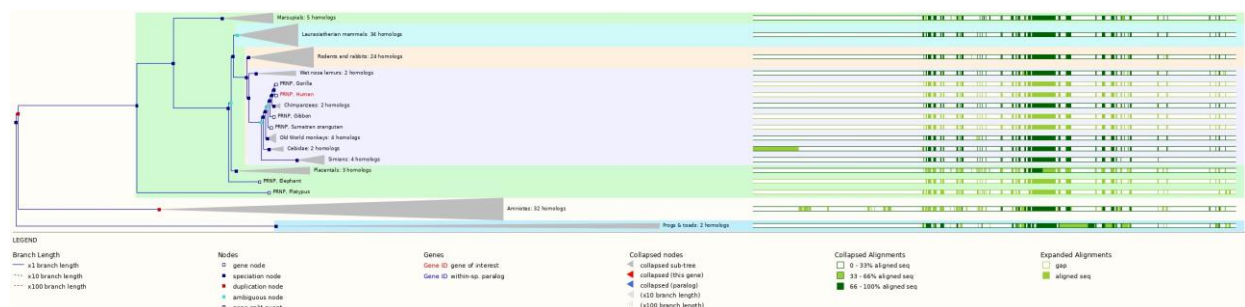 Marsupials: 5 homologs
Laurasiatherian mammals: 36 homologs
Rodents and rabbits: 24 homologs
Wet nose lemurs: 2 homologs
PRNP, Gorilla
PRNP, Human
Chimpanzees: 2 homologs
PRNP, Gibbon
PRNP, Sumatran orangutan
Old World monkeys: 4 homologs
Cebidae: 2 homologs
Simians: 4 homologs
Placentals: 3 homologs
PRNP, Elephant
PRNP, Platypus
Amniotes: 32 homologs
Frogs & toads: 2 homologs
LEGEND
Branch Length
x1 branch length
x10 branch length
x100 branch length
Nodes
gene node
speciation node
duplication node
ambiguous node
Genes
Gene ID gene of interest
Gene ID within-sp. paralog
Collapsed nodes
collapsed sub-tree
collapsed (this gene)
collapsed (paralog)
(x10 branch length)
(x100 branch length)
Collapsed Alignments
0 - 33% aligned seq
33 - 66% aligned seq
66 - 100% aligned seq
Expanded Alignments
gap
aligned seq